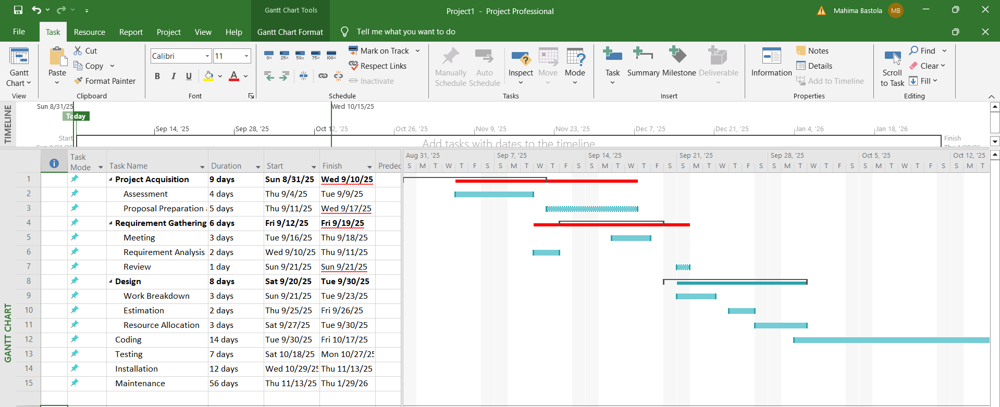 Gantt Chart Tools
Project1 - Project Professional
Mahima Bastola MB
File Task Resource Report Project View Help Gantt Chart Format Tell me what you want to do
Gantt Chart
View
Paste
Cut
Copy
Format Painter
Clipboard
Calibri 11
B I U A
Font
0% 25% 50% 75% 100%
Mark on Track
Respect Links
Inactivate
Schedule
Manually Schedule
Auto Schedule
Inspect
Move
Mode
Tasks
Task
Summary
Milestone
Deliverable
Insert
Information
Notes
Details
Add to Timeline
Properties
Scroll to Task
Find
Clear
Fill
Editing
TIMELINE
Sun 8/31/25 Wed 10/15/25
Today
Sep 14, '25 Sep 28, '25 Oct 12, '25 Oct 26, '25 Nov 9, '25 Nov 23, '25 Dec 7, '25 Dec 21, '25 Jan 4, '26 Jan 18, '26
Start Finish
Sun 8/31/25 Add tasks with dates to the timeline Thu 1/29/26
GANTT CHART
Task Mode Task Name Duration Start Finish Predec
Aug 31, '25 Sep 7, '25 Sep 14, '25 Sep 21, '25 Sep 28, '25 Oct 5, '25 Oct 12, '25
S M T W T F S S M T W T F S S M T W T F S S M T W T F S S M T W T F S S M T W T F S S M T
1 Project Acquisition 9 days Sun 8/31/25 Wed 9/10/25
2 Assessment 4 days Thu 9/4/25 Tue 9/9/25
3 Proposal Preparation 5 days Thu 9/11/25 Wed 9/17/25
4 Requirement Gathering 6 days Fri 9/12/25 Fri 9/19/25
5 Meeting 3 days Tue 9/16/25 Thu 9/18/25
6 Requirement Analysis 2 days Wed 9/10/25 Thu 9/11/25
7 Review 1 day Sun 9/21/25 Sun 9/21/25
8 Design 8 days Sat 9/20/25 Tue 9/30/25
9 Work Breakdown 3 days Sun 9/21/25 Tue 9/23/25
10 Estimation 2 days Thu 9/25/25 Fri 9/26/25
11 Resource Allocation 3 days Sat 9/27/25 Tue 9/30/25
12 Coding 14 days Tue 9/30/25 Fri 10/17/25
13 Testing 7 days Sat 10/18/25 Mon 10/27/25
14 Installation 12 days Wed 10/29/25 Thu 11/13/25
15 Maintenance 56 days Thu 11/13/25 Thu 1/29/26